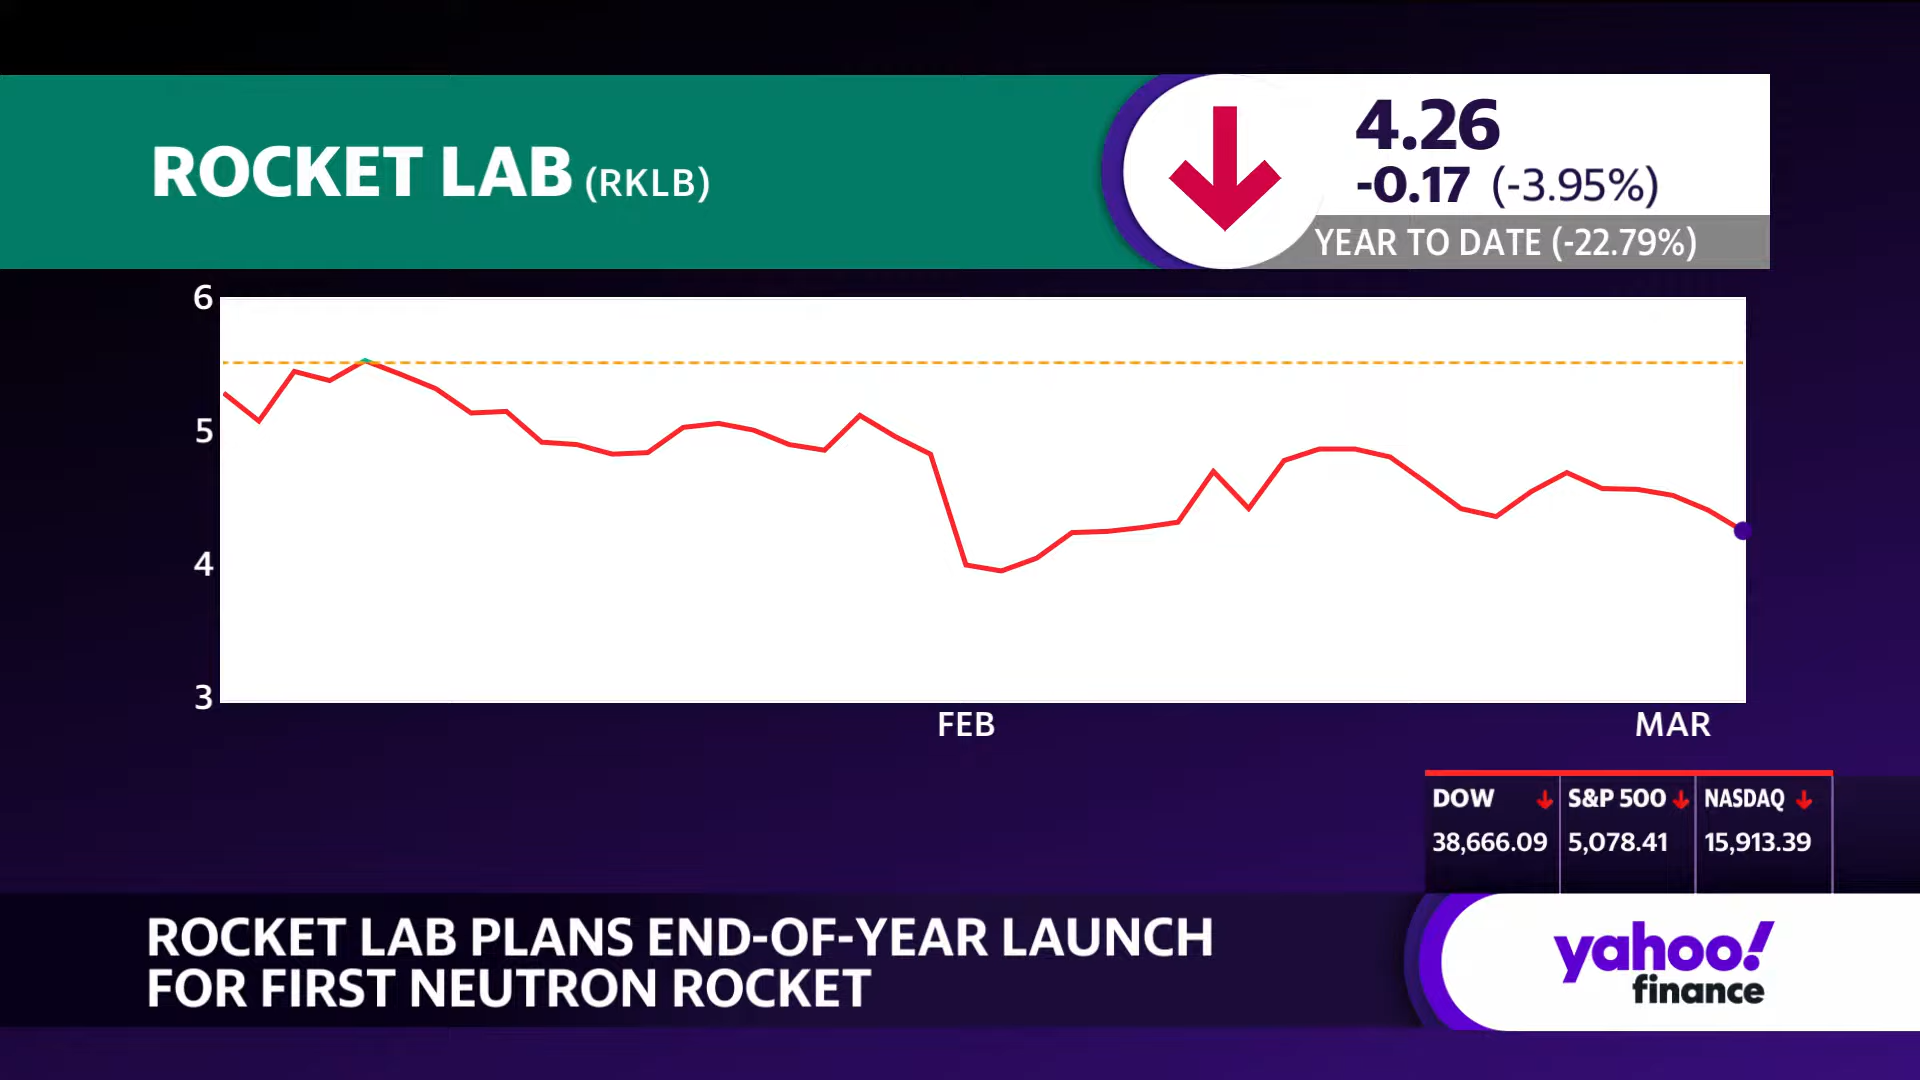 ROCKET LAB (RKLB)
4.26
-0.17 (-3.95%)
YEAR TO DATE (-22.79%)
6
5
4
3
FEB MAR
DOW S&P 500 NASDAQ
38,666.09 5,078.41 15,913.39
ROCKET LAB PLANS END-OF-YEAR LAUNCH
FOR FIRST NEUTRON ROCKET
yahoo!
finance